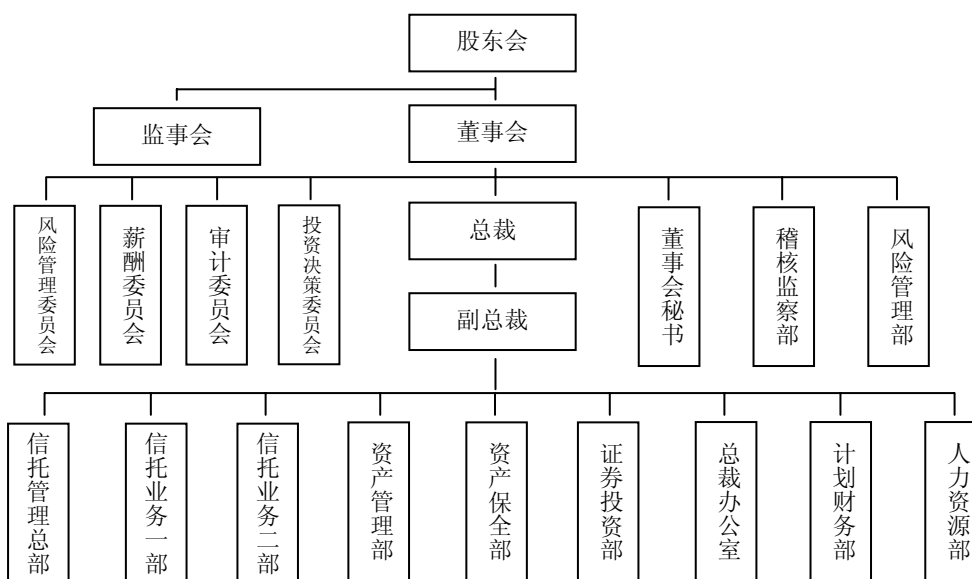 股东会
监事会
董事会
风险管理委员会
薪酬委员会
审计委员会
投资决策委员会
总裁
董事会秘书
稽核监察部
风险管理部
副总裁
信托管理总部
信托业务一部
信托业务二部
资产管理部
资产保全部
证券投资部
总裁办公室
计划财务部
人力资源部